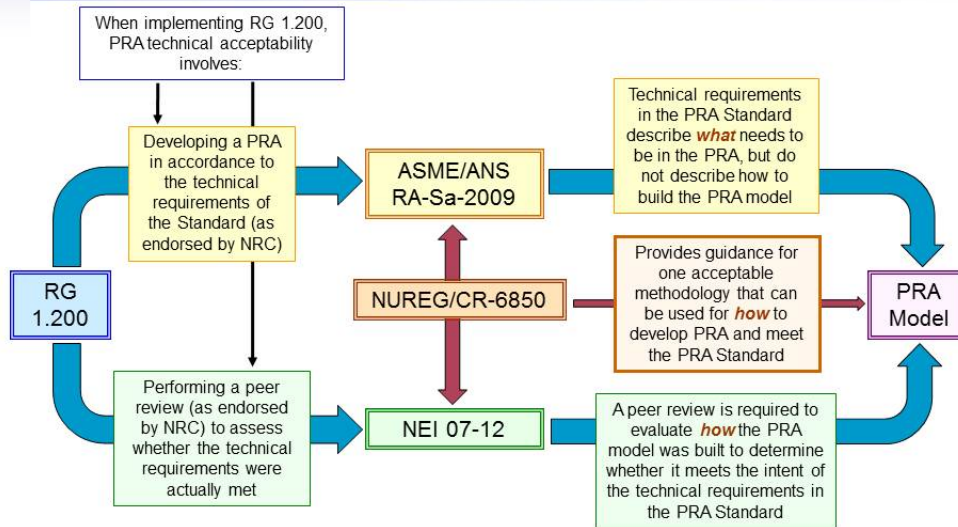 When implementing RG 1.200,
PRA technical acceptability
involves:
Developing a PRA
in accordance to
the technical
requirements of
the Standard (as
endorsed by NRC)
ASME/ANS
RA-Sa-2009
Technical requirements
in the PRA Standard
describe what needs to
be in the PRA, but do
not describe how to
build the PRA model
RG
1.200
NUREG/CR-6850
Provides guidance for
one acceptable
methodology that can
be used for how to
develop PRA and meet
the PRA Standard
PRA
Model
Performing a peer
review (as endorsed
by NRC) to assess
whether the technical
requirements were
actually met
NEI 07-12
A peer review is required to
evaluate how the PRA
model was built to determine
whether it meets the intent of
the technical requirements in
the PRA Standard